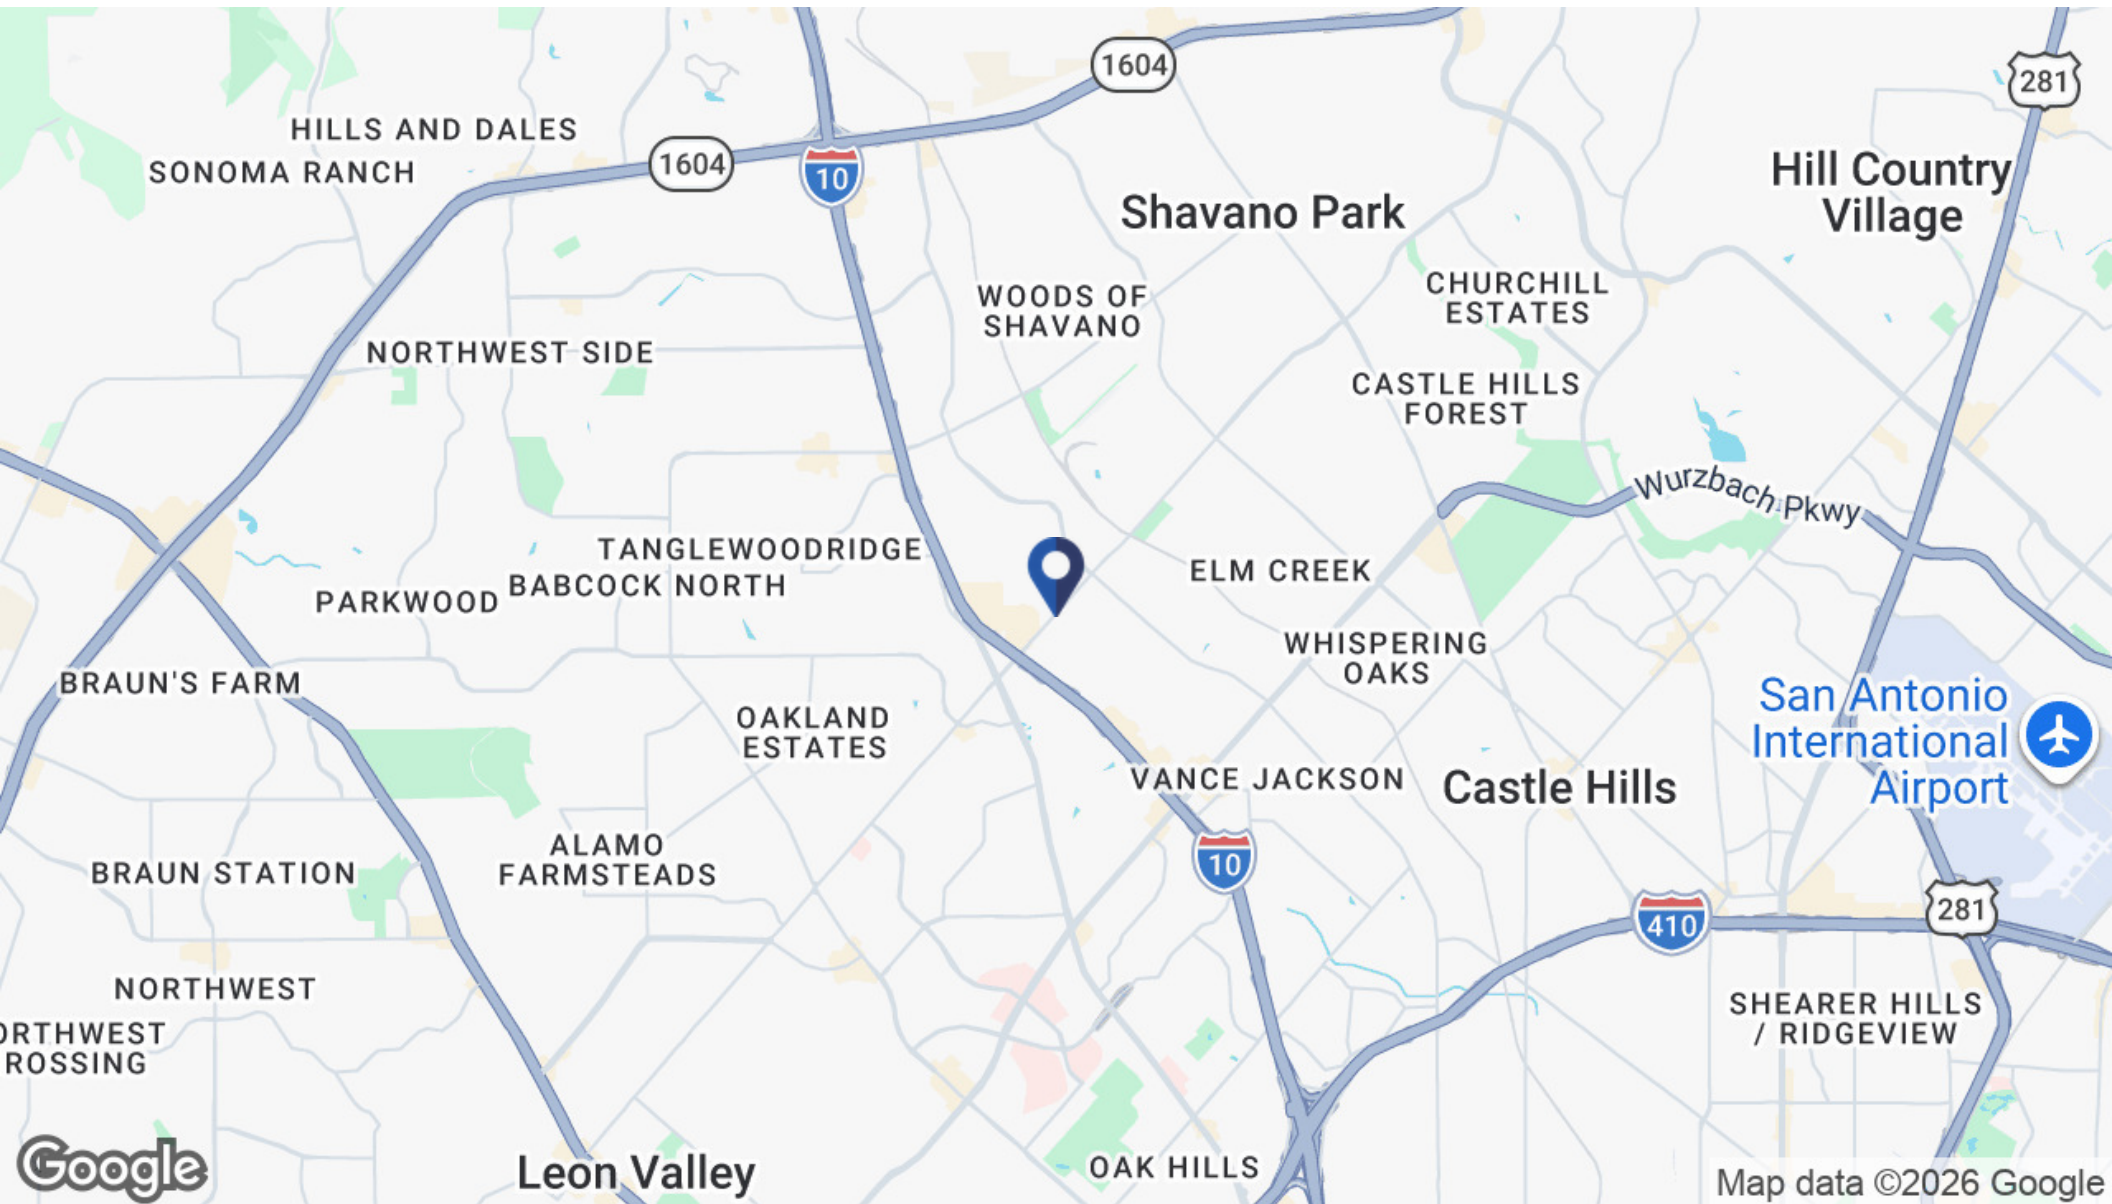 1604
281
HILLS AND DALES
SONOMA RANCH
1604
10
Hill Country
Village
Shavano Park
WOODS OF
SHAVANO
CHURCHILL
ESTATES
NORTHWEST SIDE
CASTLE HILLS
FOREST
Wurzbach Pkwy
TANGLEWOODRIDGE
BABCOCK NORTH
PARKWOOD
ELM CREEK
WHISPERING
OAKS
BRAUN'S FARM
San Antonio
International
Airport
OAKLAND
ESTATES
VANCE JACKSON
Castle Hills
ALAMO
FARMSTEADS
BRAUN STATION
10
410
281
NORTHWEST
SHEARER HILLS
/ RIDGEVIEW
ORTHWEST
ROSSING
Leon Valley
OAK HILLS
Google
Map data ©2026 Google